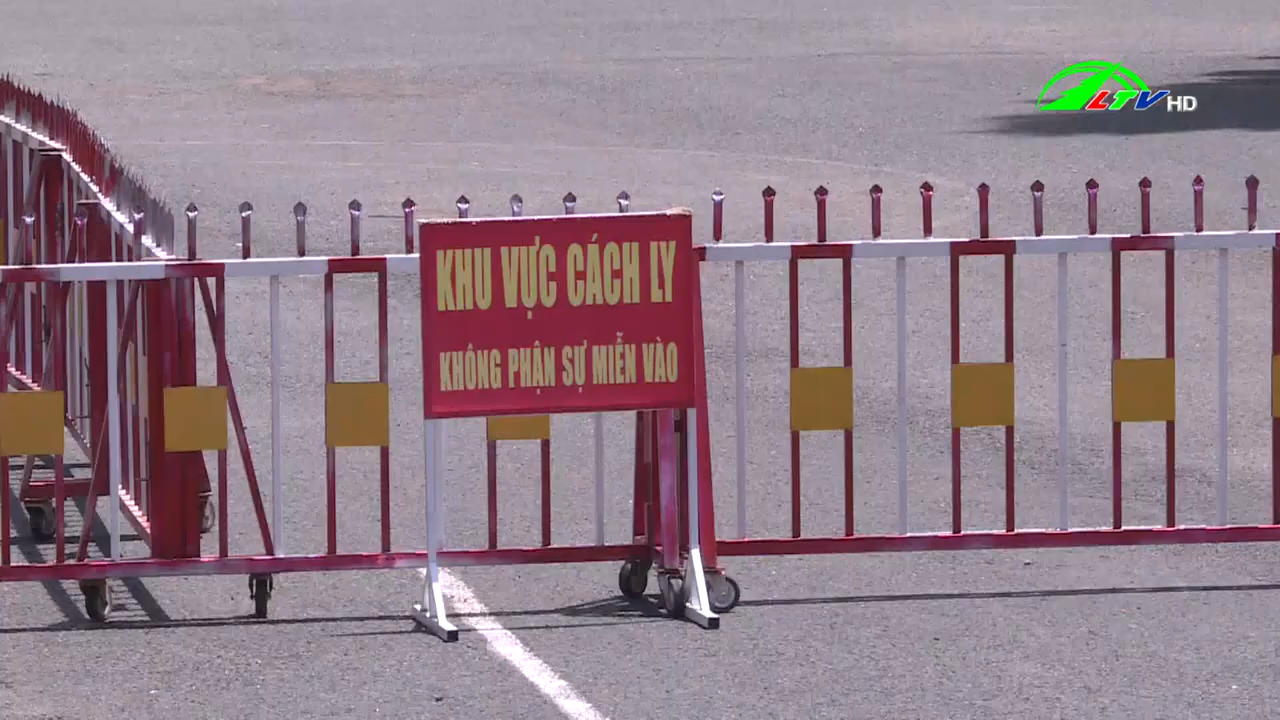 LTV HD
KHU VỰC CÁCH LY
KHÔNG PHẬN SỰ MIỄN VÀO